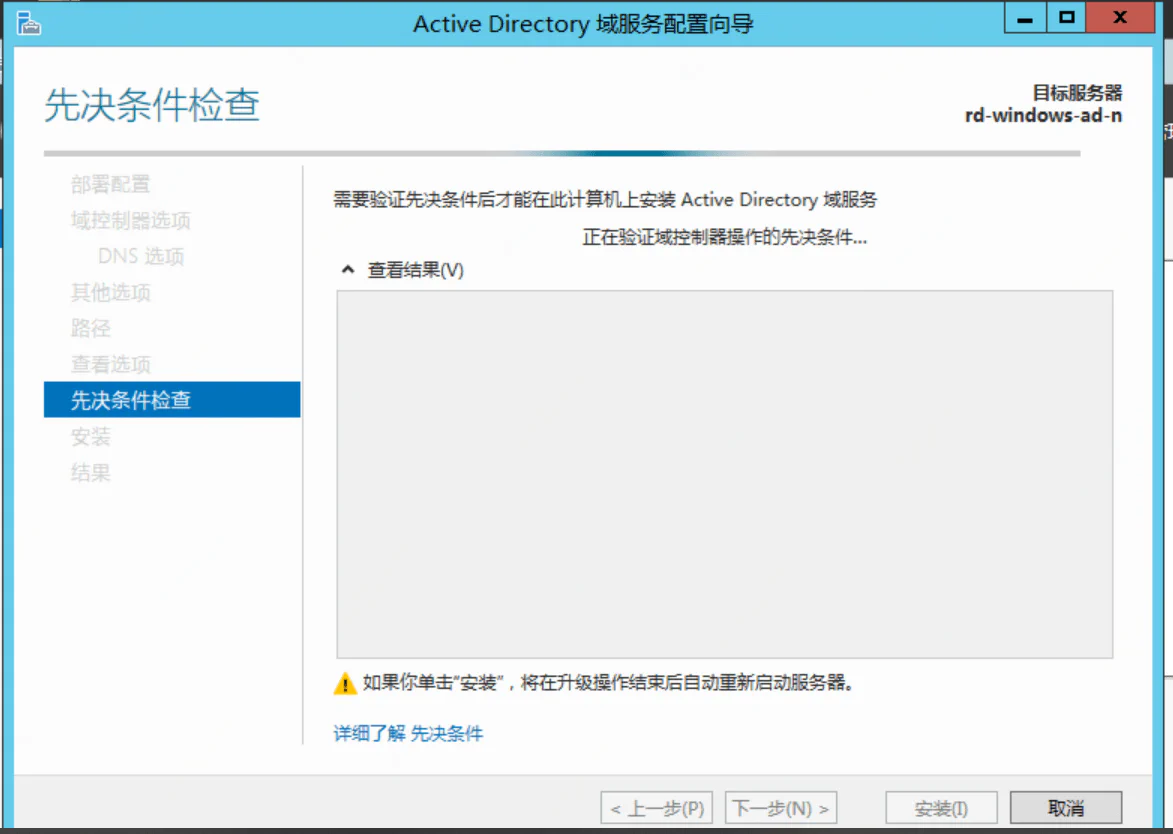 Active Directory 域服务配置向导
先决条件检查
目标服务器
rd-windows-ad-n
部署配置
域控制器选项
DNS 选项
其他选项
路径
查看选项
先决条件检查
安装
结果
需要验证先决条件后才能在此计算机上安装 Active Directory 域服务
正在验证域控制器操作的先决条件...
查看结果(V)
如果你单击“安装”，将在升级操作结束后自动重新启动服务器。
详细了解 先决条件
< 上一步(P)
下一步(N) >
安装(I)
取消